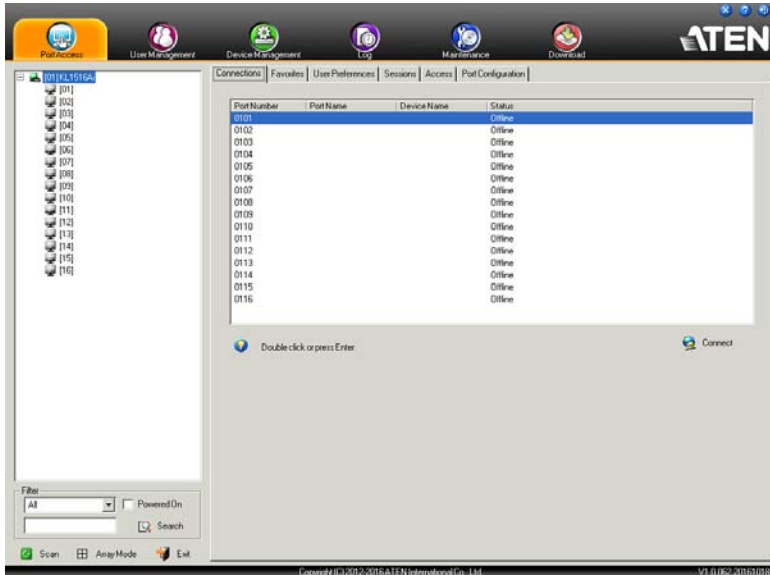 ATEN
Port Access User Management Device Management Log Maintenance Download
Connections Favorites User Preferences Sessions Access Port Configuration
[01]KL1516Ai
[01]
[02]
[03]
[04]
[05]
[06]
[07]
[08]
[09]
[10]
[11]
[12]
[13]
[14]
[15]
[16]
Port Number Port Name Device Name Status
0101 Offline
0102 Offline
0103 Offline
0104 Offline
0105 Offline
0106 Offline
0107 Offline
0108 Offline
0109 Offline
0110 Offline
0111 Offline
0112 Offline
0113 Offline
0114 Offline
0115 Offline
0116 Offline
Double click or press Enter
Connect
Filter
All Powered On
Search
Scan Array Mode Exit
Copyright (C) 2012-2016 ATEN International Co., Ltd. V1.0.062.20161018